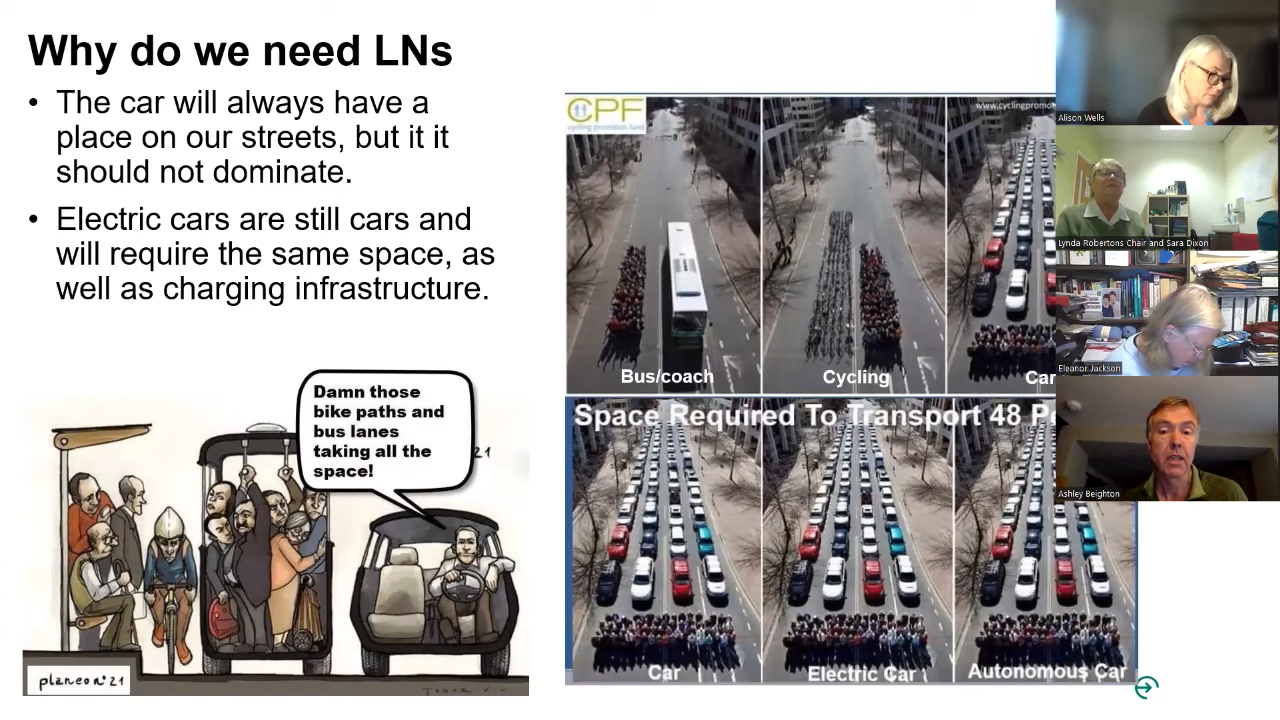 Why do we need LNs
• The car will always have a
place on our streets, but it it
should not dominate.
• Electric cars are still cars and
will require the same space, as
well as charging infrastructure.
Damn those
bike paths and
bus lanes
taking all the
space!
21
planeon°21
CPF
cycling promotion fund
www.cyclingpromo
Bus/coach
Cycling
Car
Space Required To Transport 48 Pe
Car
Electric Car
Autonomous Car
Alison Wells
Lynda Robertons Chair and Sara Dixon
Eleanor Jackson
Ashley Beighton